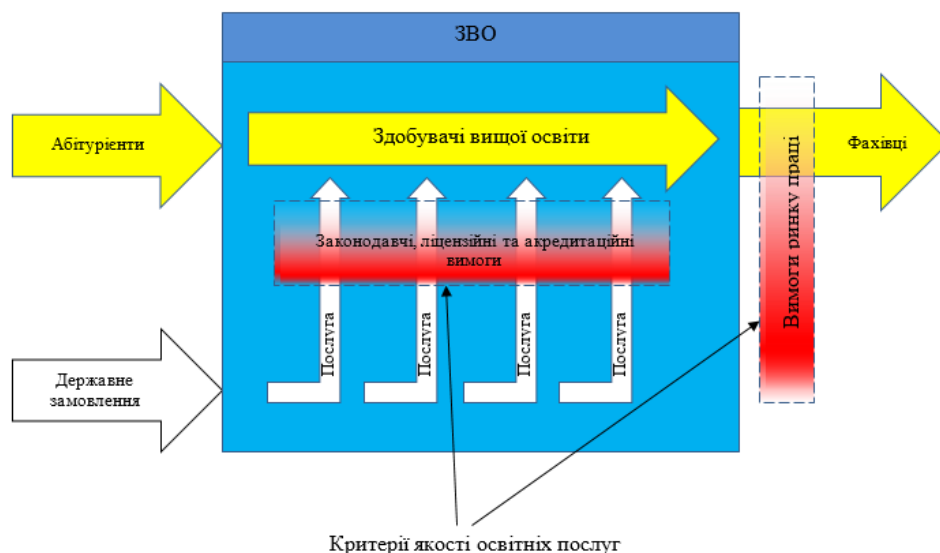 ЗВО
Абітурієнти
Здобувачі вищої освіти
Фахівці
Вимоги ринку праці
Законодавчі, ліцензійні та акредитаційні
вимоги
Послуга
Послуга
Послуга
Послуга
Державне
замовлення
Критерії якості освітніх послуг